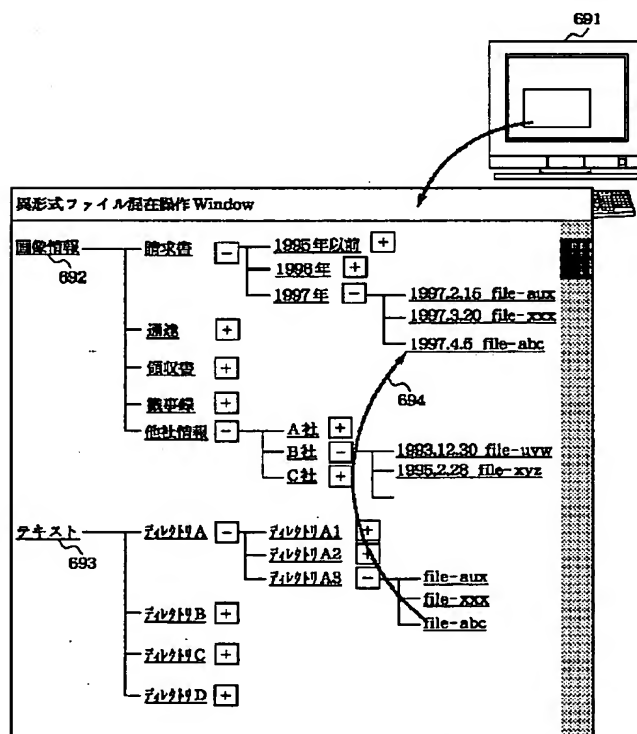 691
異形式ファイル混在操作 Window
画像情報
692
請求書 −
1995年以前 +
1996年 +
1997年 −
1997.2.15 file-aux
1997.3.20 file-xxx
1997.4.5 file-abc
694
通達 +
領収書 +
議事録 +
他社情報 −
A社 +
B社 −
1993.12.30 file-uvw
1995.2.28 file-xyz
C社 +
テキスト
693
ディレクトリA −
ディレクトリA1 +
ディレクトリA2 +
ディレクトリA3 −
file-aux
file-xxx
file-abc
ディレクトリB +
ディレクトリC +
ディレクトリD +